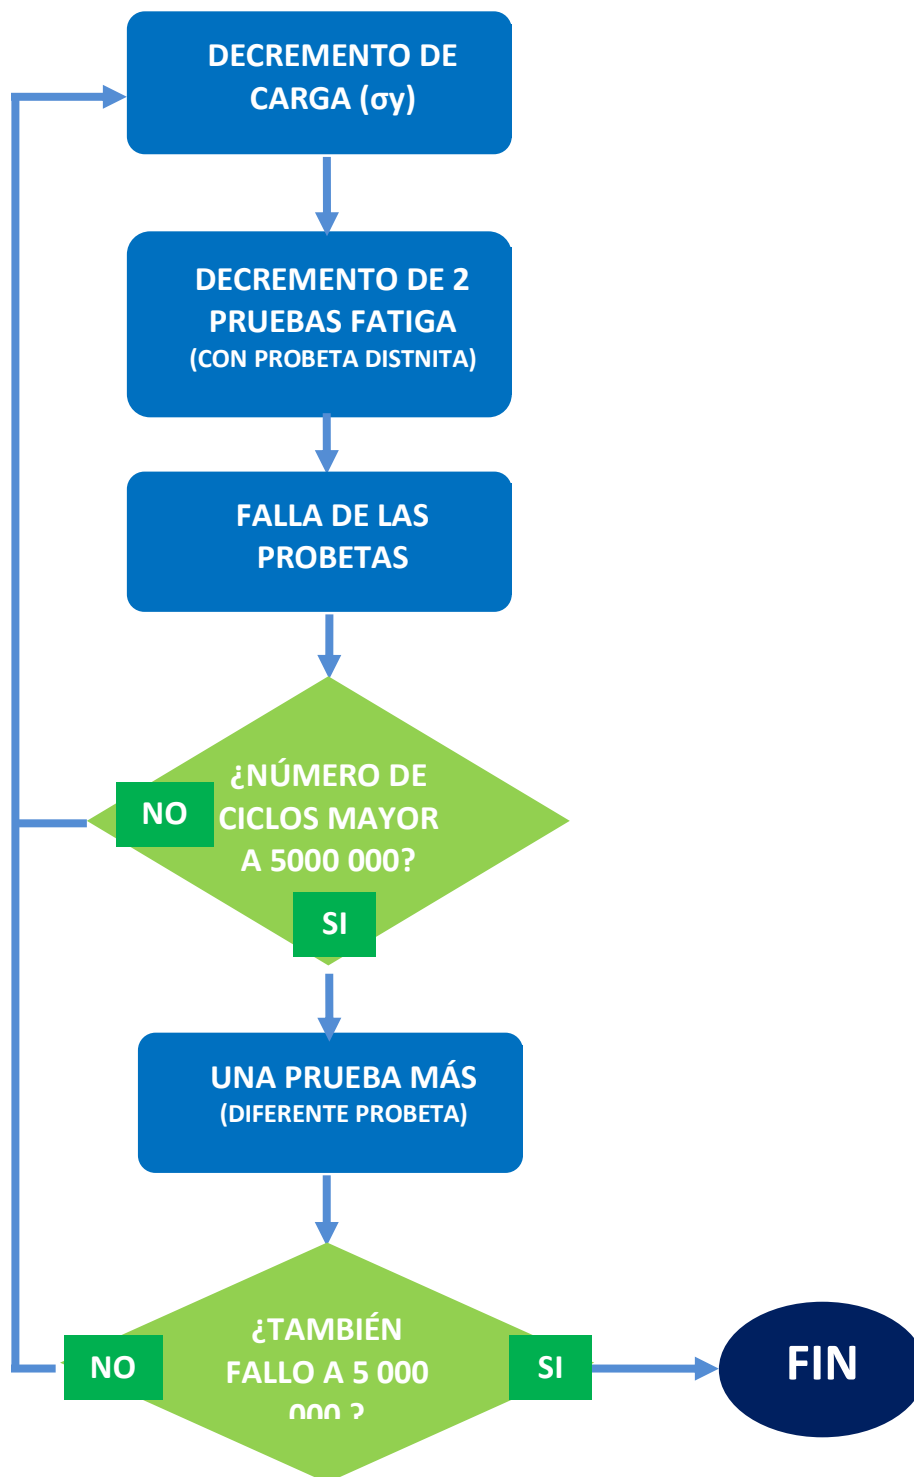 DECREMENTO DE
CARGA (σy)
DECREMENTO DE 2
PRUEBAS FATIGA
(CON PROBETA DISTNITA)
FALLA DE LAS
PROBETAS
¿NÚMERO DE
CICLOS MAYOR
A 5000 000?
NO
SI
UNA PRUEBA MÁS
(DIFERENTE PROBETA)
¿TAMBIÉN
FALLO A 5 000
000 ?
NO
SI
FIN